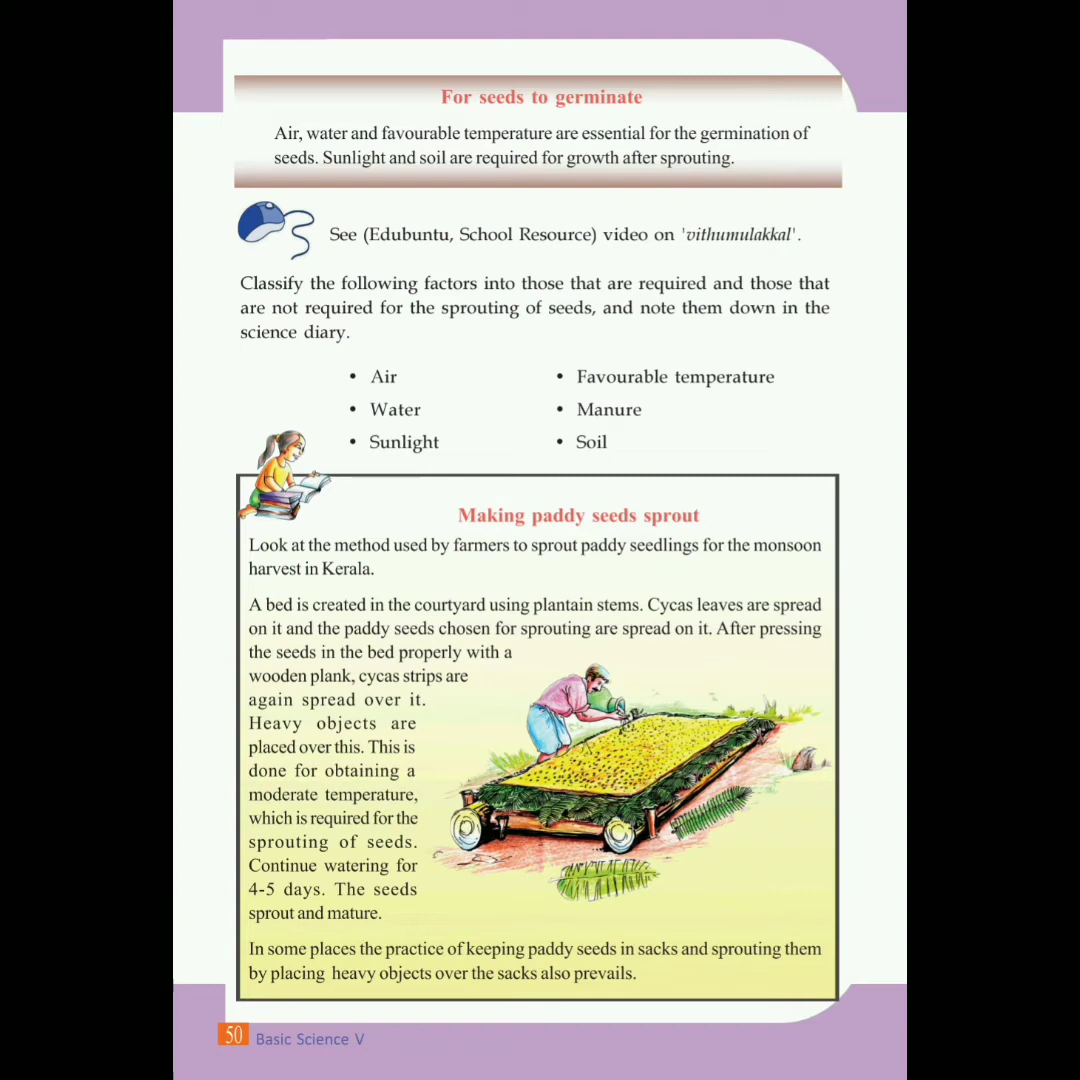 For seeds to germinate
Air, water and favourable temperature are essential for the germination of
seeds. Sunlight and soil are required for growth after sprouting.
See (Edubuntu, School Resource) video on 'vithumulakkal'.
Classify the following factors into those that are required and those that
are not required for the sprouting of seeds, and note them down in the
science diary.
• Air
• Water
• Sunlight
• Favourable temperature
• Manure
• Soil
Making paddy seeds sprout
Look at the method used by farmers to sprout paddy seedlings for the monsoon
harvest in Kerala.
A bed is created in the courtyard using plantain stems. Cycas leaves are spread
on it and the paddy seeds chosen for sprouting are spread on it. After pressing
the seeds in the bed properly with a
wooden plank, cycas strips are
again spread over it.
Heavy objects are
placed over this. This is
done for obtaining a
moderate temperature,
which is required for the
sprouting of seeds.
Continue watering for
4-5 days. The seeds
sprout and mature.
In some places the practice of keeping paddy seeds in sacks and sprouting them
by placing heavy objects over the sacks also prevails.
50 Basic Science V